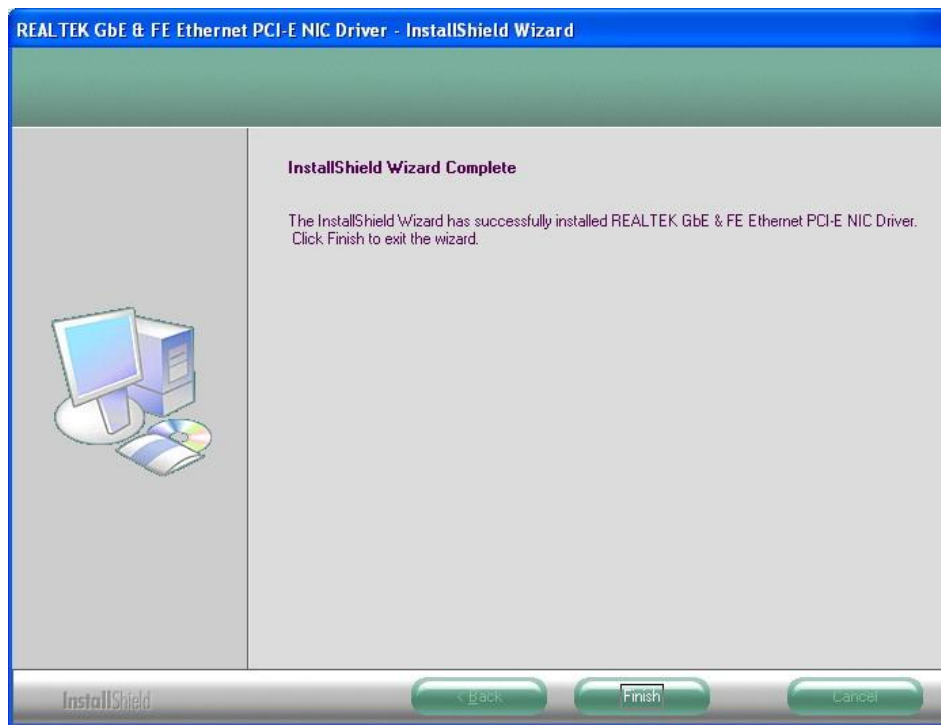 REALTEK GbE & FE Ethernet PCI-E NIC Driver - InstallShield Wizard
InstallShield Wizard Complete
The InstallShield Wizard has successfully installed REALTEK GbE & FE Ethernet PCI-E NIC Driver.
Click Finish to exit the wizard.
InstallShield
< Back
Finish
Cancel